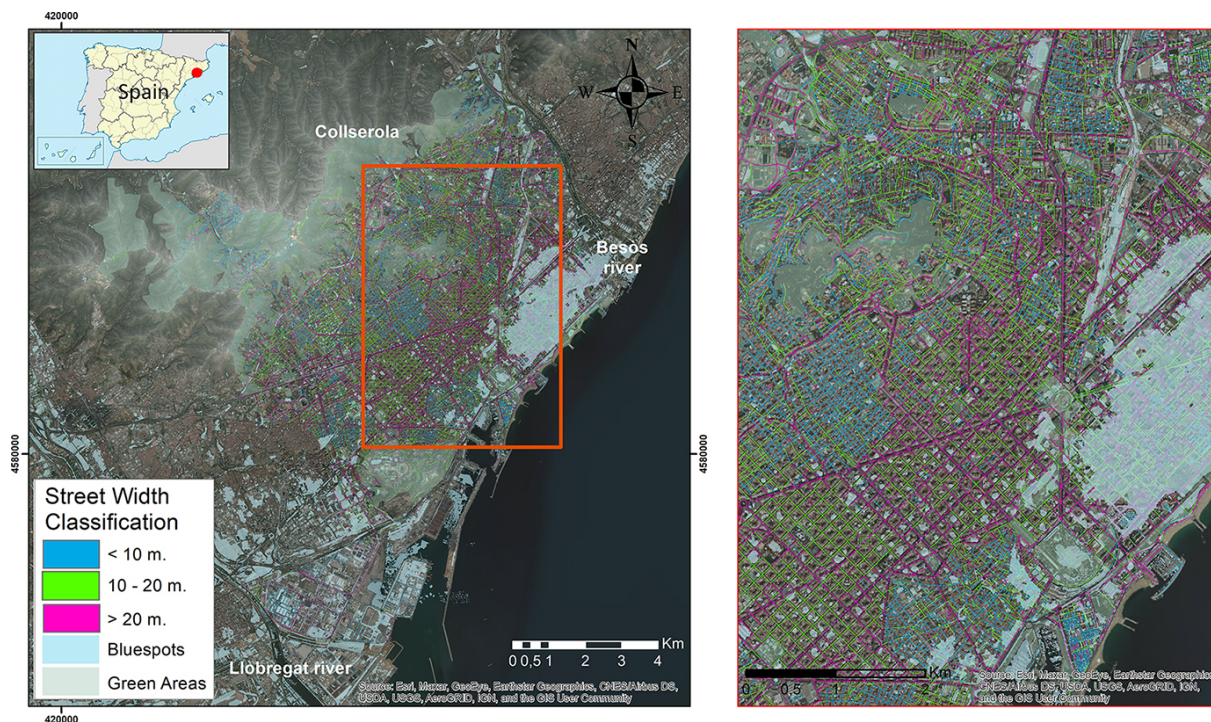 420000
Spain
Collserola
N
W
E
S
Besòs
river
4580000
4580000
Street Width
Classification
< 10 m.
10 - 20 m.
> 20 m.
Bluespots
Green Areas
Llobregat river
Km
0 0,5 1 2 3 4
Source: Esri, Maxar, GeoEye, Earthstar Geographics, CNES/Airbus DS,
USDA, USGS, AeroGRID, IGN, and the GIS User Community
420000
Km
0 0,5 1 2
Source: Esri, Maxar, GeoEye, Earthstar Geographics,
CNES/Airbus DS, USDA, USGS, AeroGRID, IGN,
and the GIS User Community